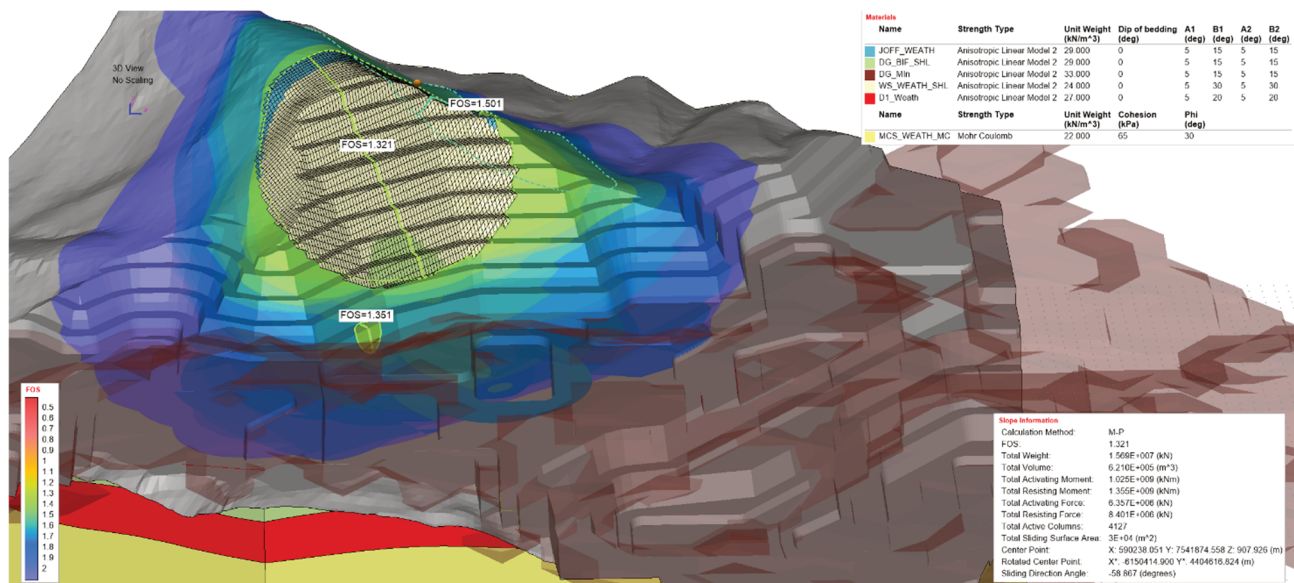 3D View
No Scaling
FOS=1.501
FOS=1.321
FOS=1.351
Materials
Name Strength Type Unit Weight (kN/m^3) Dip of bedding (deg) A1 (deg) B1 (deg) A2 (deg) B2 (deg)
JOFF_WEATH Anisotropic Linear Model 2 29.000 0 5 15 5 15
DG_BIF_SHL Anisotropic Linear Model 2 29.000 0 5 15 5 15
DG_Min Anisotropic Linear Model 2 33.000 0 5 15 5 15
WS_WEATH_SHL Anisotropic Linear Model 2 24.000 0 5 30 5 30
D1_Weath Anisotropic Linear Model 2 27.000 0 5 20 5 20
Name Strength Type Unit Weight (kN/m^3) Cohesion (kPa) Phi (deg)
MCS_WEATH_MC Mohr Coulomb 22.000 65 30
FOS
0.5
0.6
0.7
0.8
0.9
1
1.1
1.2
1.3
1.4
1.5
1.6
1.7
1.8
1.9
2
Slope Information
Calculation Method: M-P
FOS: 1.321
Total Weight: 1.569E+007 (kN)
Total Volume: 6.210E+005 (m^3)
Total Activating Moment: 1.025E+009 (kNm)
Total Resisting Moment: 1.355E+009 (kNm)
Total Activating Force: 6.357E+006 (kN)
Total Resisting Force: 8.401E+006 (kN)
Total Active Columns: 4127
Total Sliding Surface Area: 3E+04 (m^2)
Center Point: X: 590238.051 Y: 7541874.558 Z: 907.926 (m)
Rotated Center Point: X*: -6150414.900 Y*: 4404616.824 (m)
Sliding Direction Angle: -58.867 (degrees)